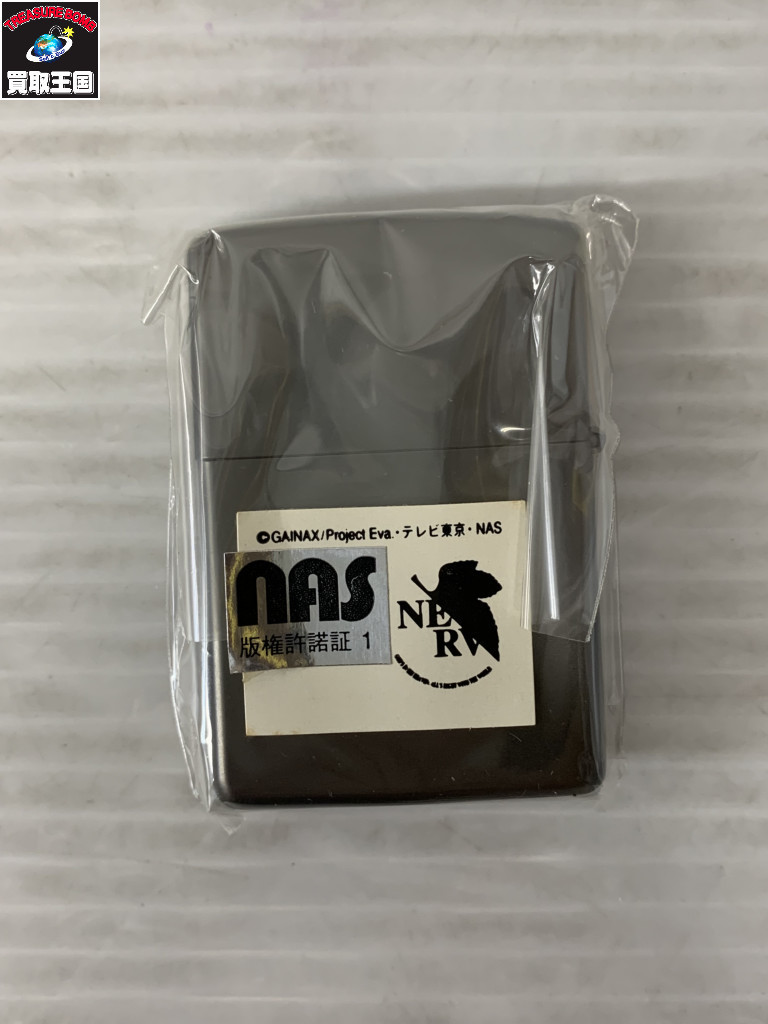 TREASURE BOMB
買取王国
©GAINAX/Project Eva.・テレビ東京・NAS
nas
版権許諾証 1
NERV